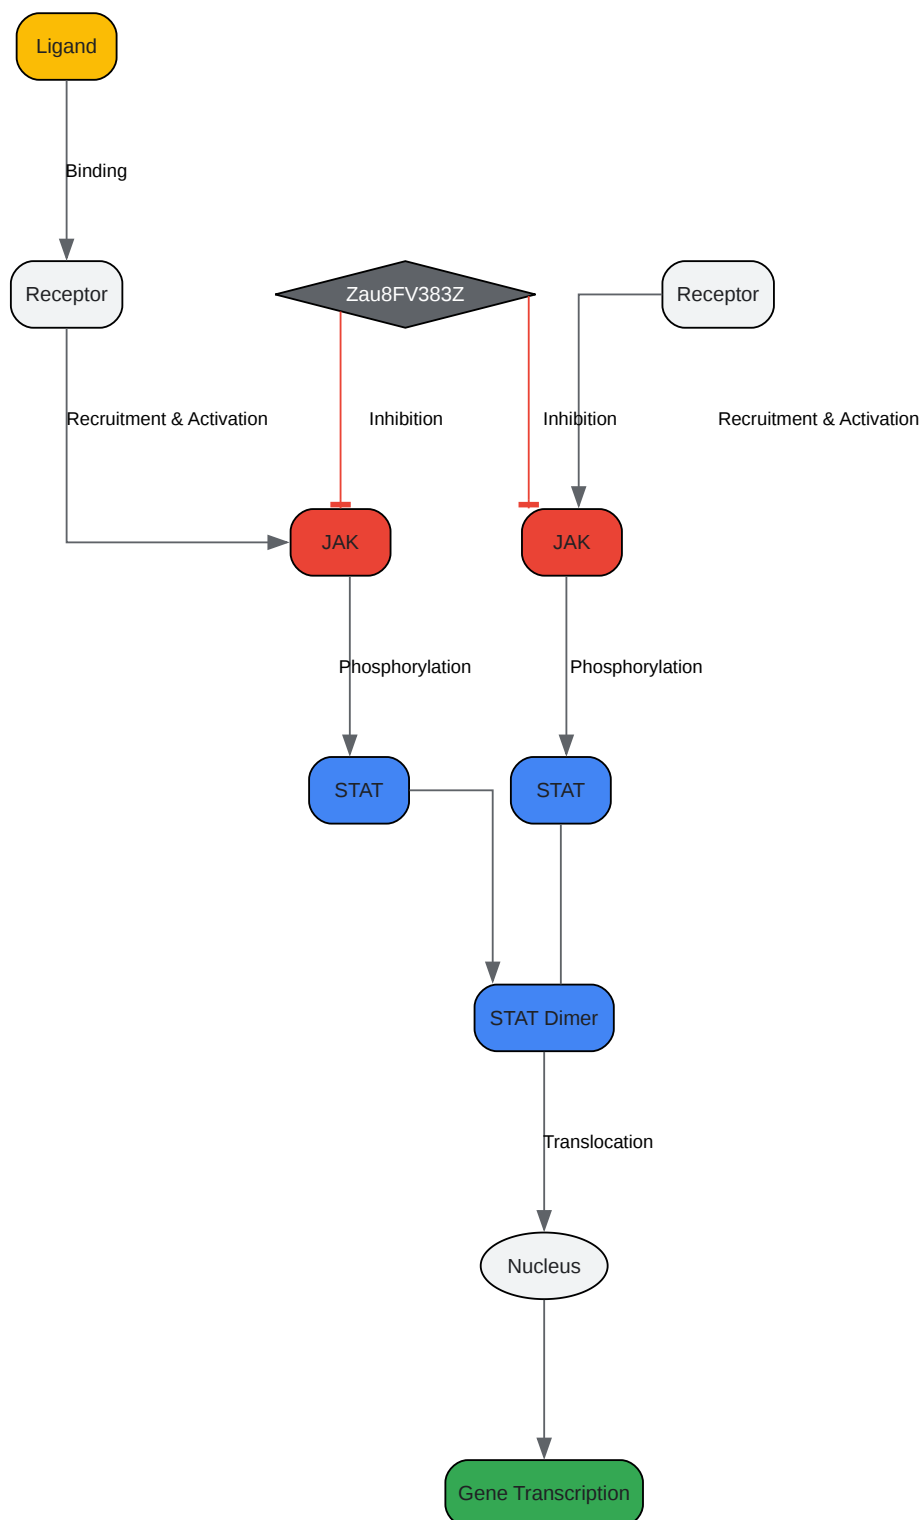 Ligand
Binding
Receptor
Zau8FV383Z
Receptor
Recruitment & Activation
Inhibition
Inhibition
Recruitment & Activation
JAK
JAK
Phosphorylation
Phosphorylation
STAT
STAT
STAT Dimer
Translocation
Nucleus
Gene Transcription